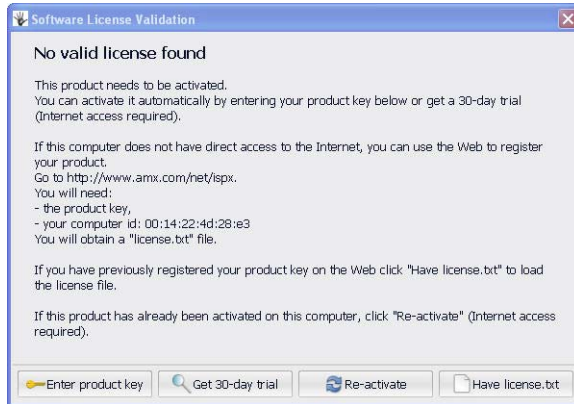 Software License Validation
No valid license found
This product needs to be activated.
You can activate it automatically by entering your product key below or get a 30-day trial
(Internet access required).
If this computer does not have direct access to the Internet, you can use the Web to register
your product.
Go to http://www.amx.com/net/ispx.
You will need:
- the product key,
- your computer id: 00:14:22:4d:28:e3
You will obtain a "license.txt" file.
If you have previously registered your product key on the Web click "Have license.txt" to load
the license file.
If this product has already been activated on this computer, click "Re-activate" (Internet access
required).
Enter product key Get 30-day trial Re-activate Have license.txt